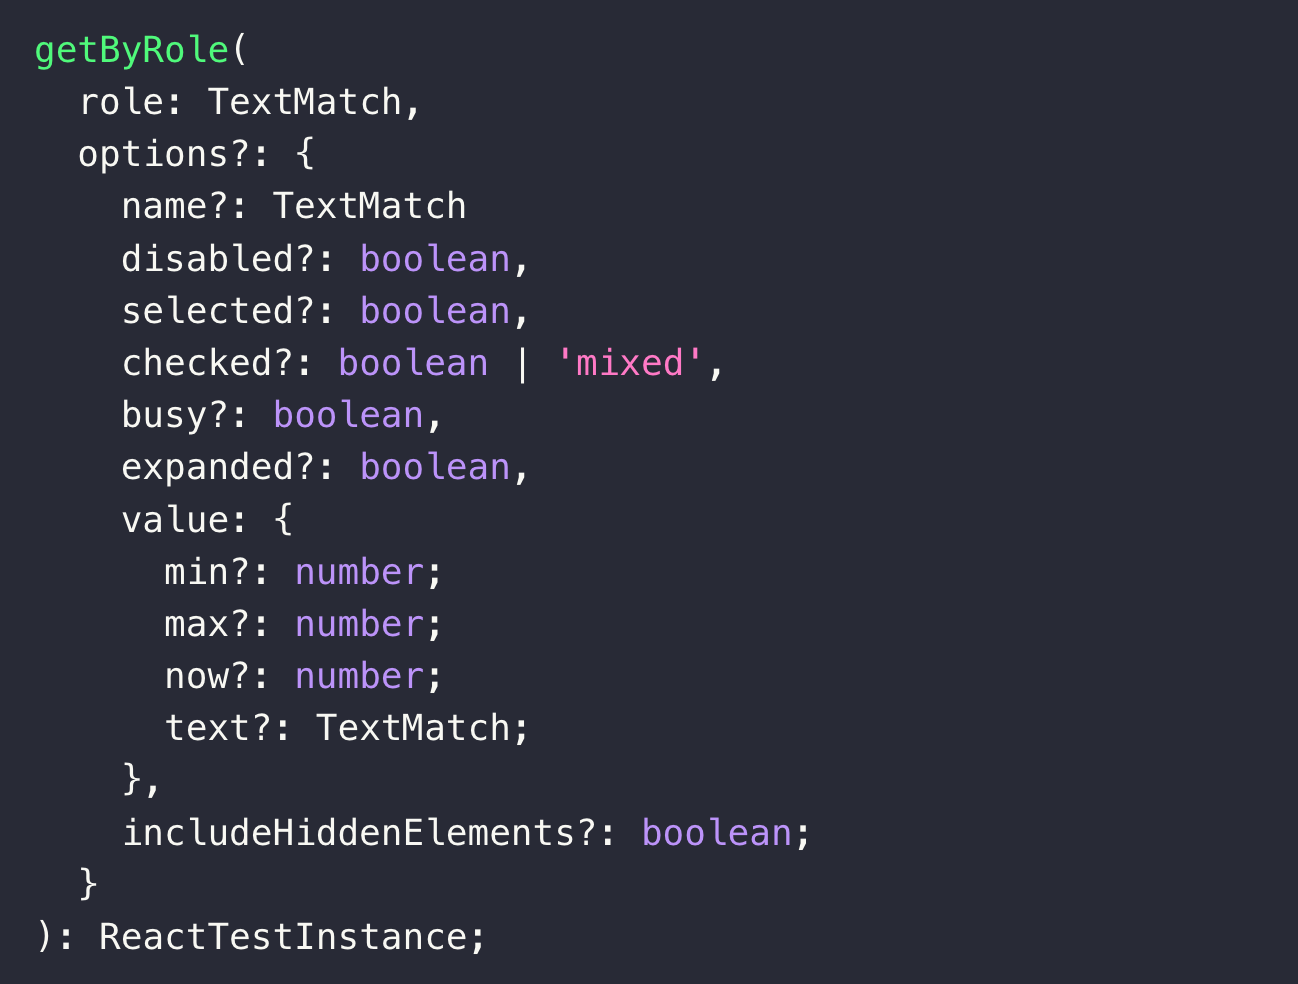 getByRole(
  role: TextMatch,
  options?: {
    name?: TextMatch
    disabled?: boolean,
    selected?: boolean,
    checked?: boolean | 'mixed',
    busy?: boolean,
    expanded?: boolean,
    value: {
      min?: number;
      max?: number;
      now?: number;
      text?: TextMatch;
    },
    includeHiddenElements?: boolean;
  }
): ReactTestInstance;